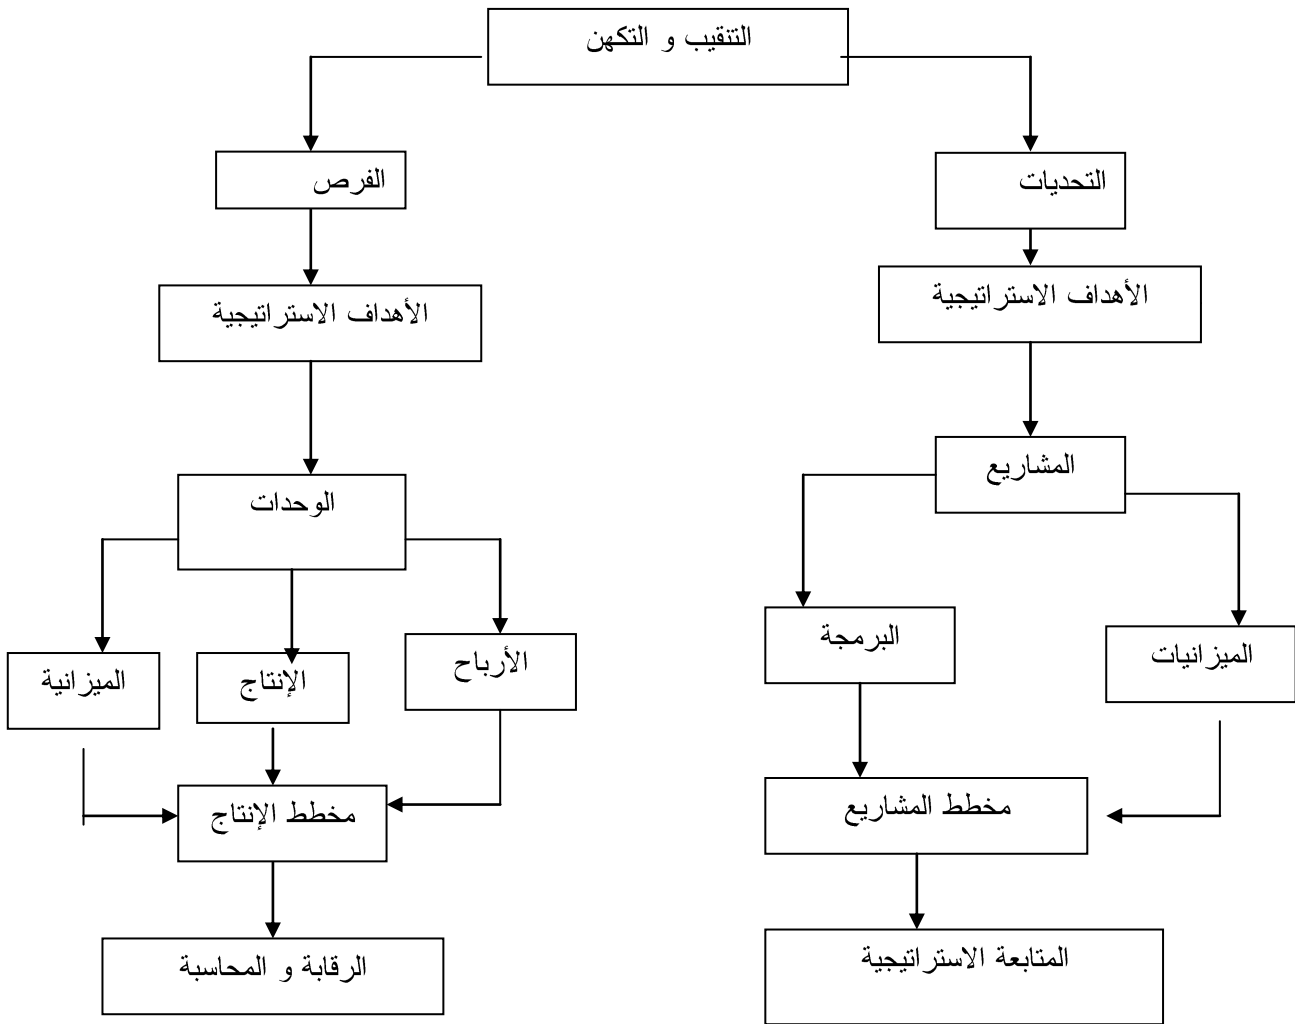 التنقيب و التكهن
التحديات
الفرص
الأهداف الاستراتيجية
الأهداف الاستراتيجية
المشاريع
الوحدات
البرمجة
الميزانيات
الأرباح
الإنتاج
الميزانية
مخطط المشاريع
مخطط الإنتاج
المتابعة الاستراتيجية
الرقابة و المحاسبة